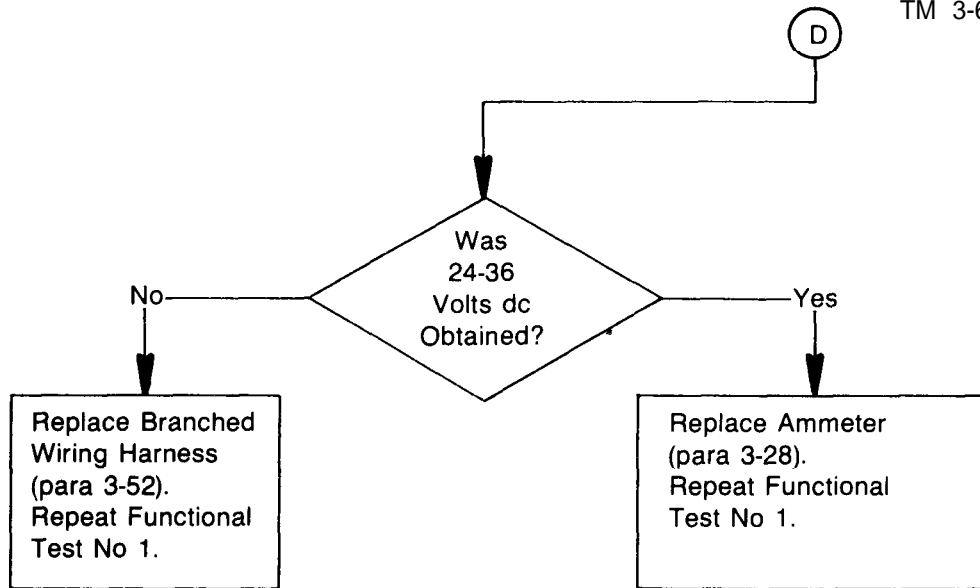 TM 3-6
D
Was
24-36
Volts dc
Obtained?
No
Yes
Replace Branched
Wiring Harness
(para 3-52).
Repeat Functional
Test No 1.
Replace Ammeter
(para 3-28).
Repeat Functional
Test No 1.